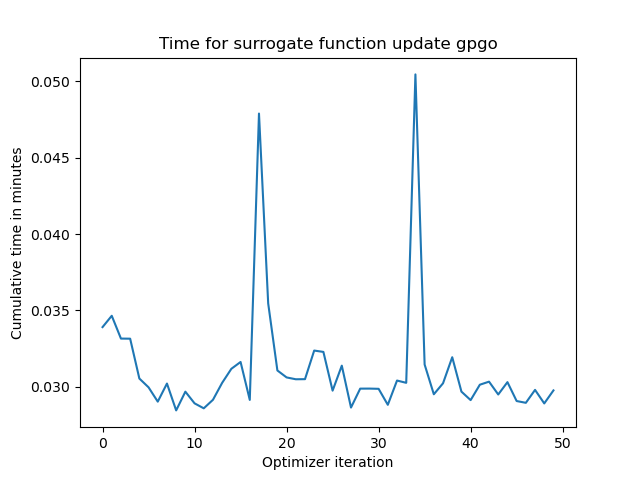 Time for surrogate function update gpgo
0.050
0.045
0.040
0.035
0.030
Cumulative time in minutes
0 10 20 30 40 50
Optimizer iteration